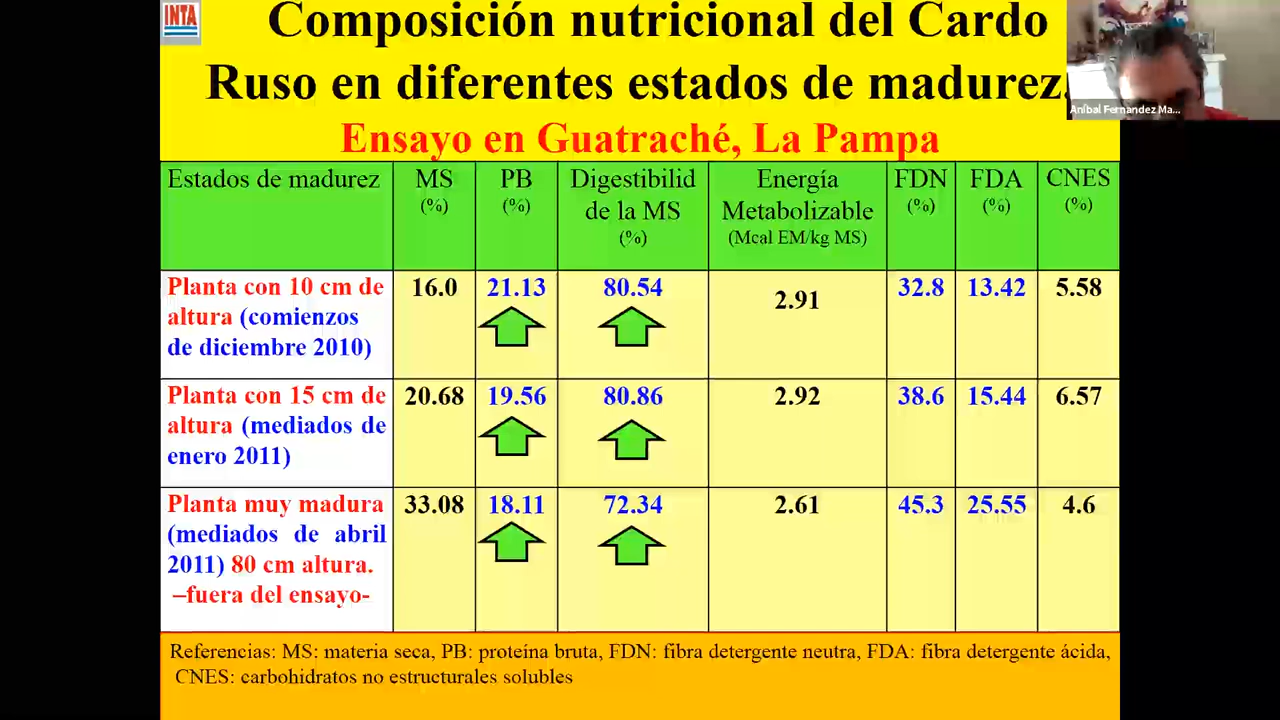 INTA
Composición nutricional del Cardo
Ruso en diferentes estados de madurez.
Aníbal Fernandez Ma...
Ensayo en Guatraché, La Pampa
Estados de madurez MS (%) PB (%) Digestibilid de la MS (%) Energía Metabolizable (Mcal EM/kg MS) FDN (%) FDA (%) CNES (%)
Planta con 10 cm de 16.0 21.13 80.54 2.91 32.8 13.42 5.58
altura (comienzos
de diciembre 2010)
Planta con 15 cm de 20.68 19.56 80.86 2.92 38.6 15.44 6.57
altura (mediados de
enero 2011)
Planta muy madura 33.08 18.11 72.34 2.61 45.3 25.55 4.6
(mediados de abril
2011) 80 cm altura.
–fuera del ensayo-
Referencias: MS: materia seca, PB: proteína bruta, FDN: fibra detergente neutra, FDA: fibra detergente ácida,
CNES: carbohidratos no estructurales solubles